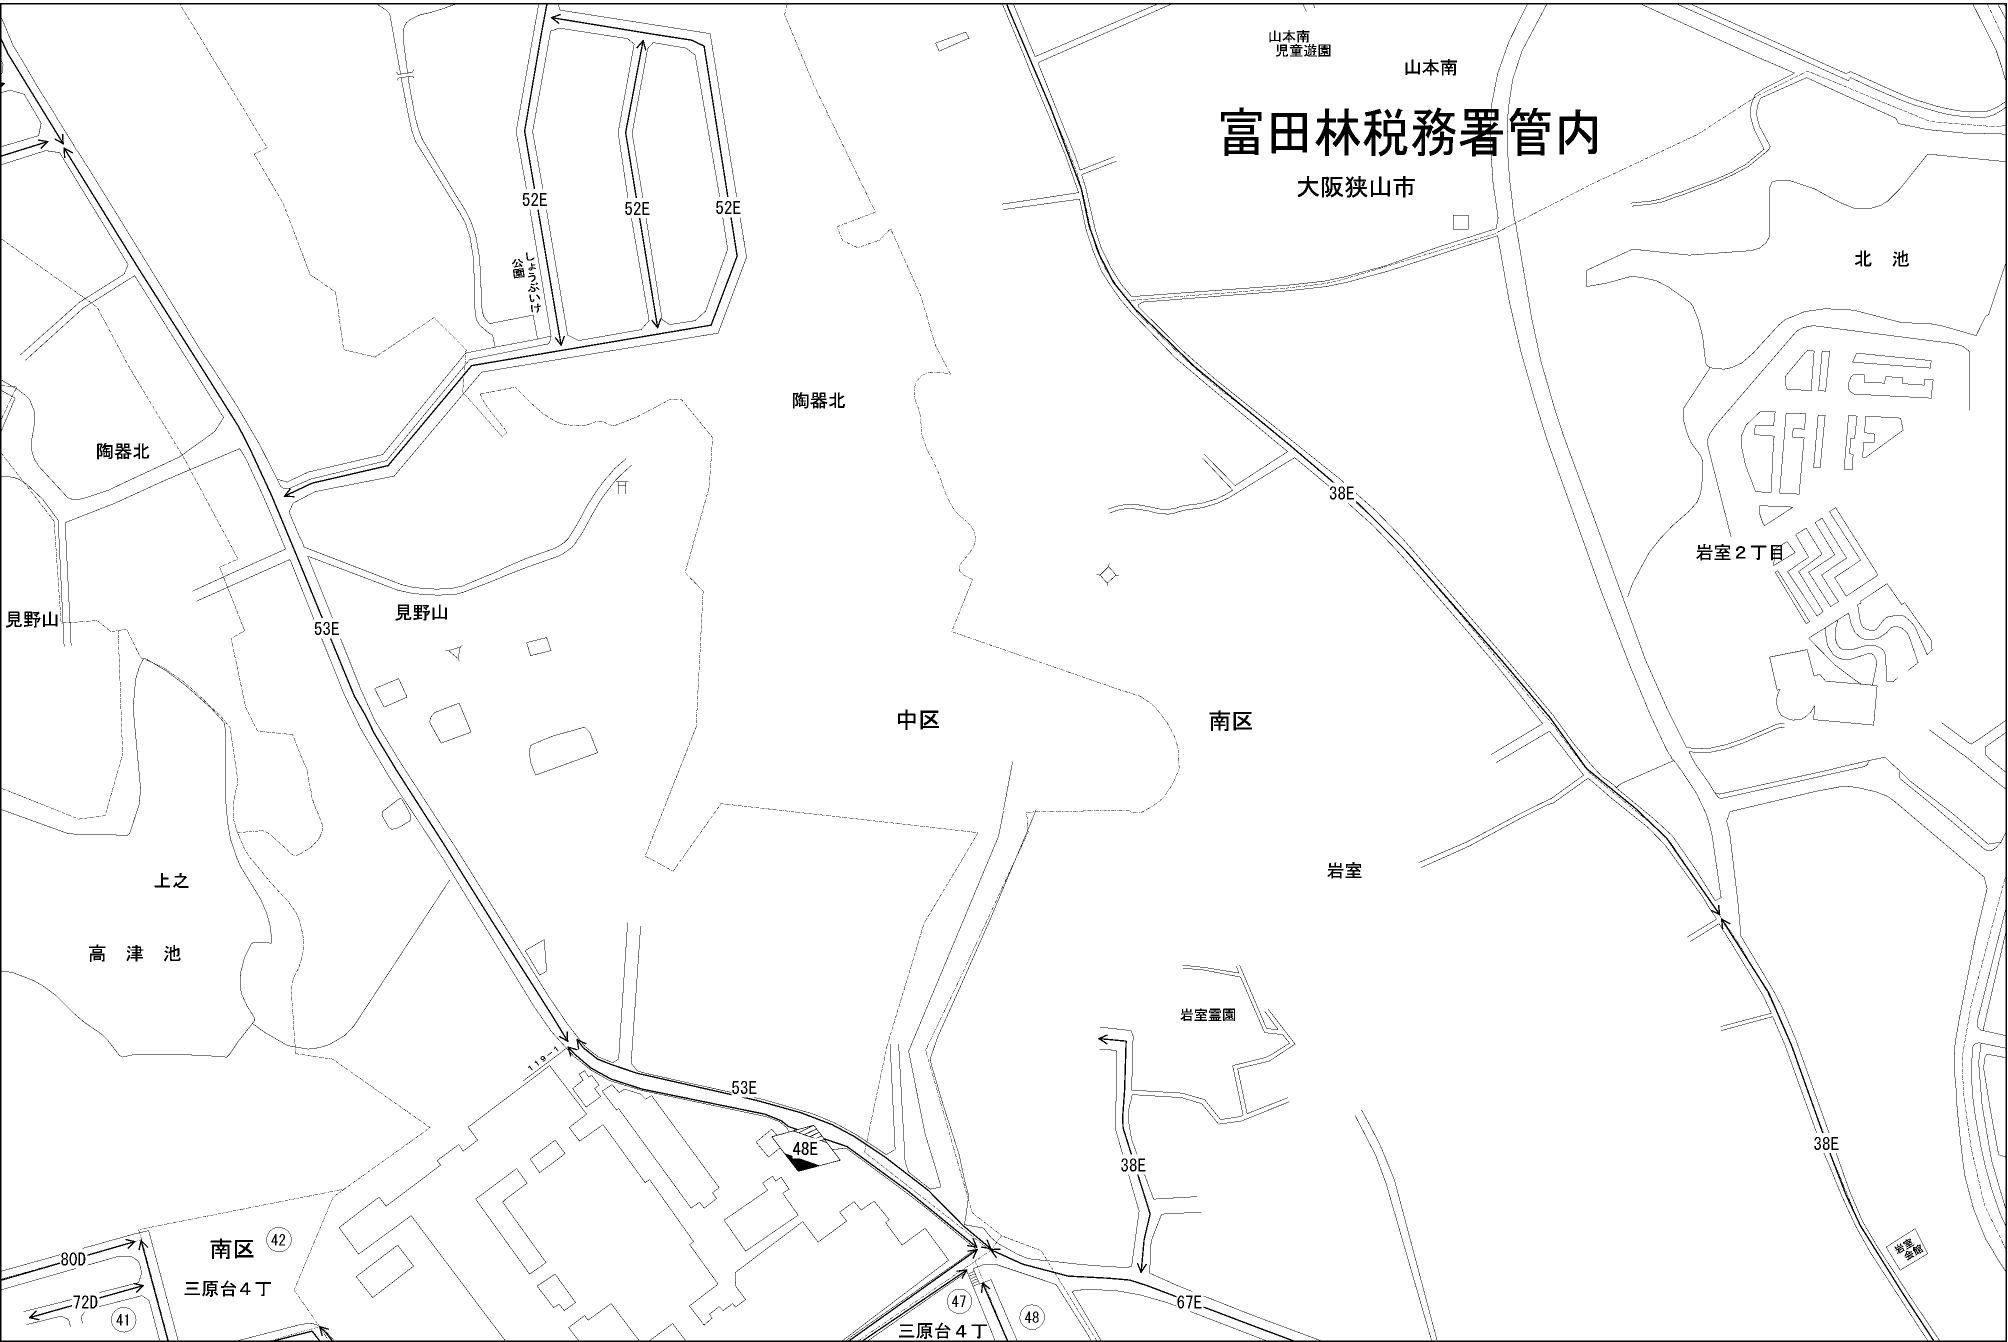 山本南
児童遊園
山本南
富田林税務署管内
大阪狭山市
52E
52E
52E
しょうぶいけ
公園
北 池
陶器北
陶器北
38E
岩室２丁目
見野山
見野山
53E
中区
南区
岩室
上之
高 津 池
岩室霊園
119-1
53E
48E
38E
38E
南区
42
三原台４丁
80D
72D
41
岩室
会館
47
48
67E
三原台４丁